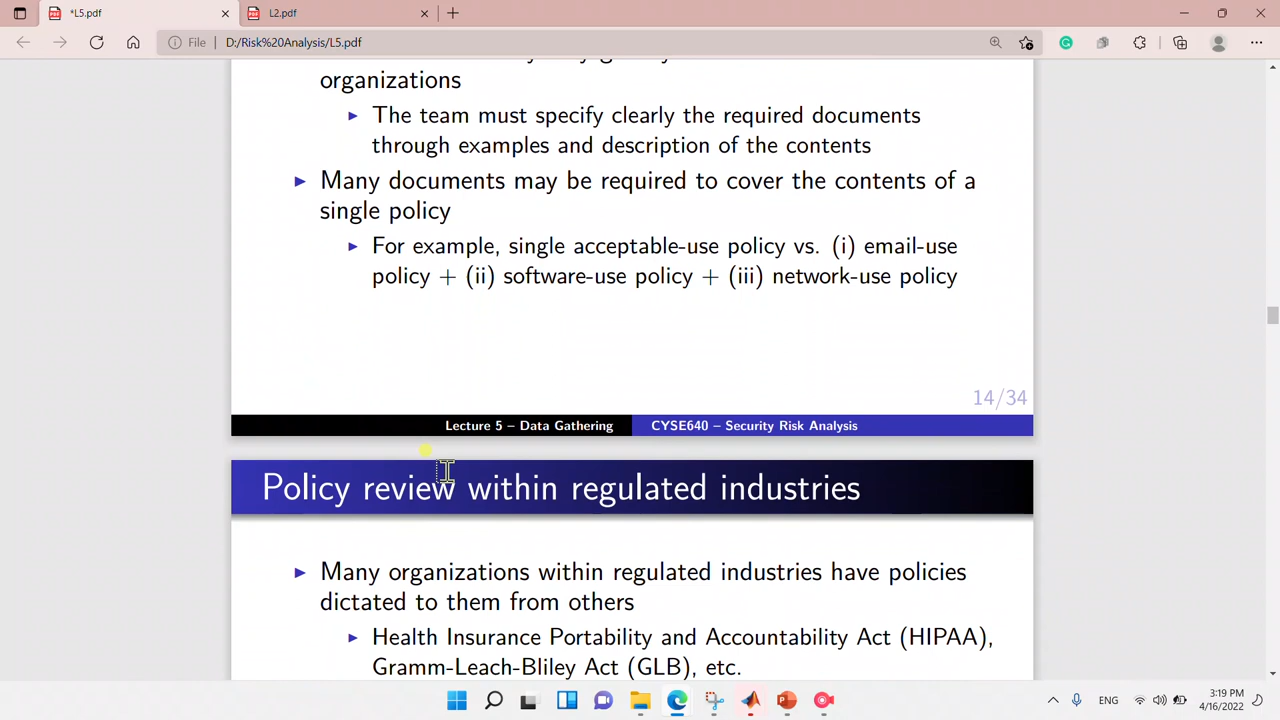 *L5.pdf
L2.pdf
File
D:/Risk%20Analysis/L5.pdf
organizations
The team must specify clearly the required documents
through examples and description of the contents
Many documents may be required to cover the contents of a
single policy
For example, single acceptable-use policy vs. (i) email-use
policy + (ii) software-use policy + (iii) network-use policy
14/34
Lecture 5 – Data Gathering
CYSE640 – Security Risk Analysis
Policy review within regulated industries
Many organizations within regulated industries have policies
dictated to them from others
Health Insurance Portability and Accountability Act (HIPAA),
Gramm-Leach-Bliley Act (GLB), etc.
ENG
3:19 PM
4/16/2022